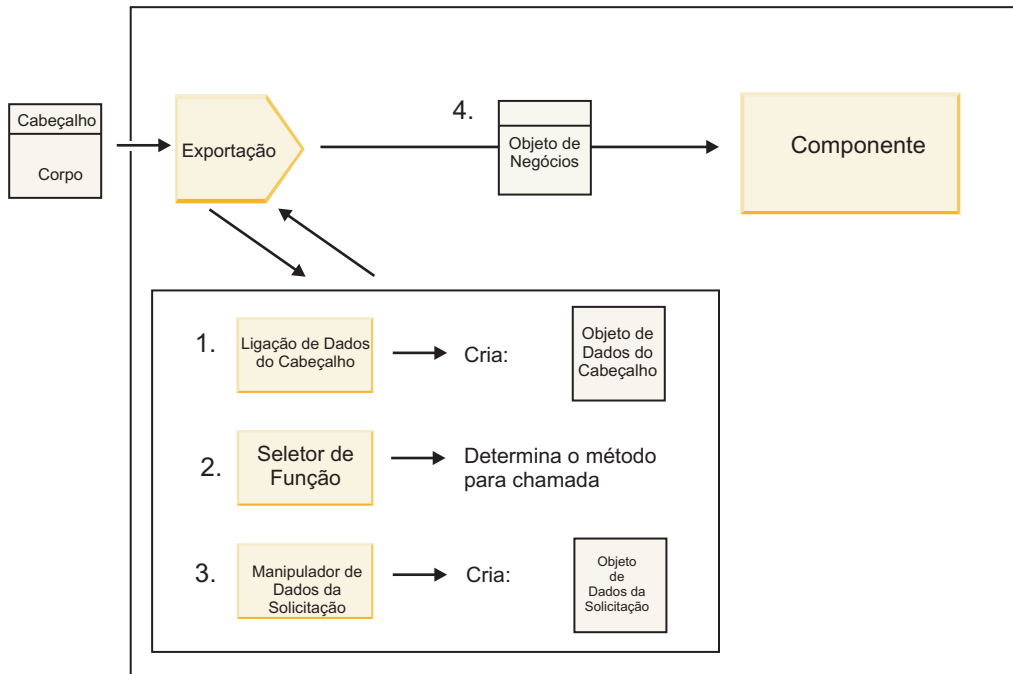 Cabeçalho
Corpo
Exportação
4.
Objeto de
Negócios
Componente
1.
Ligação de Dados
do Cabeçalho
Cria:
Objeto de
Dados do
Cabeçalho
2.
Seletor de
Função
Determina o método
para chamada
3.
Manipulador de
Dados da
Solicitação
Cria:
Objeto
de
Dados da
Solicitação